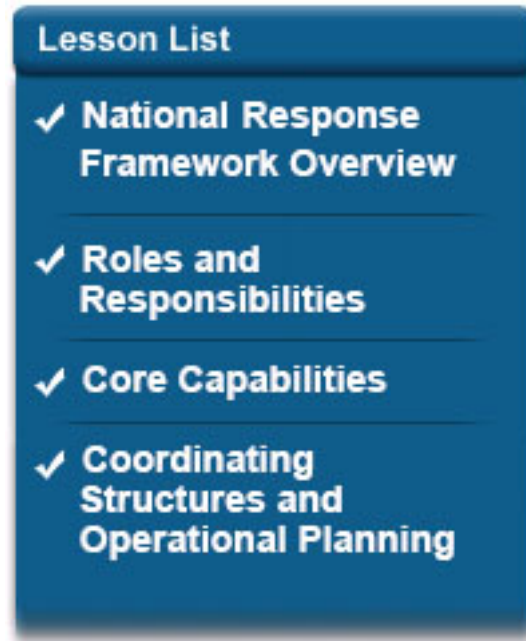 Lesson List
National Response
Framework Overview
Roles and
Responsibilities
Core Capabilities
Coordinating
Structures and
Operational Planning